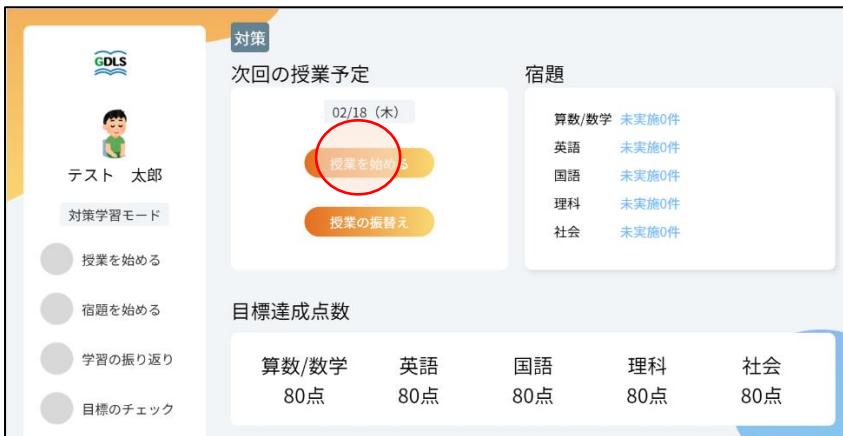 GDLS
テスト 太郎
対策学習モード
授業を始める
宿題を始める
学習の振り返り
目標のチェック
対策
次回の授業予定
02/18（木）
授業を始める
授業の振替え
宿題
算数/数学 未実施0件
英語 未実施0件
国語 未実施0件
理科 未実施0件
社会 未実施0件
目標達成点数
算数/数学 英語 国語 理科 社会
80点 80点 80点 80点 80点